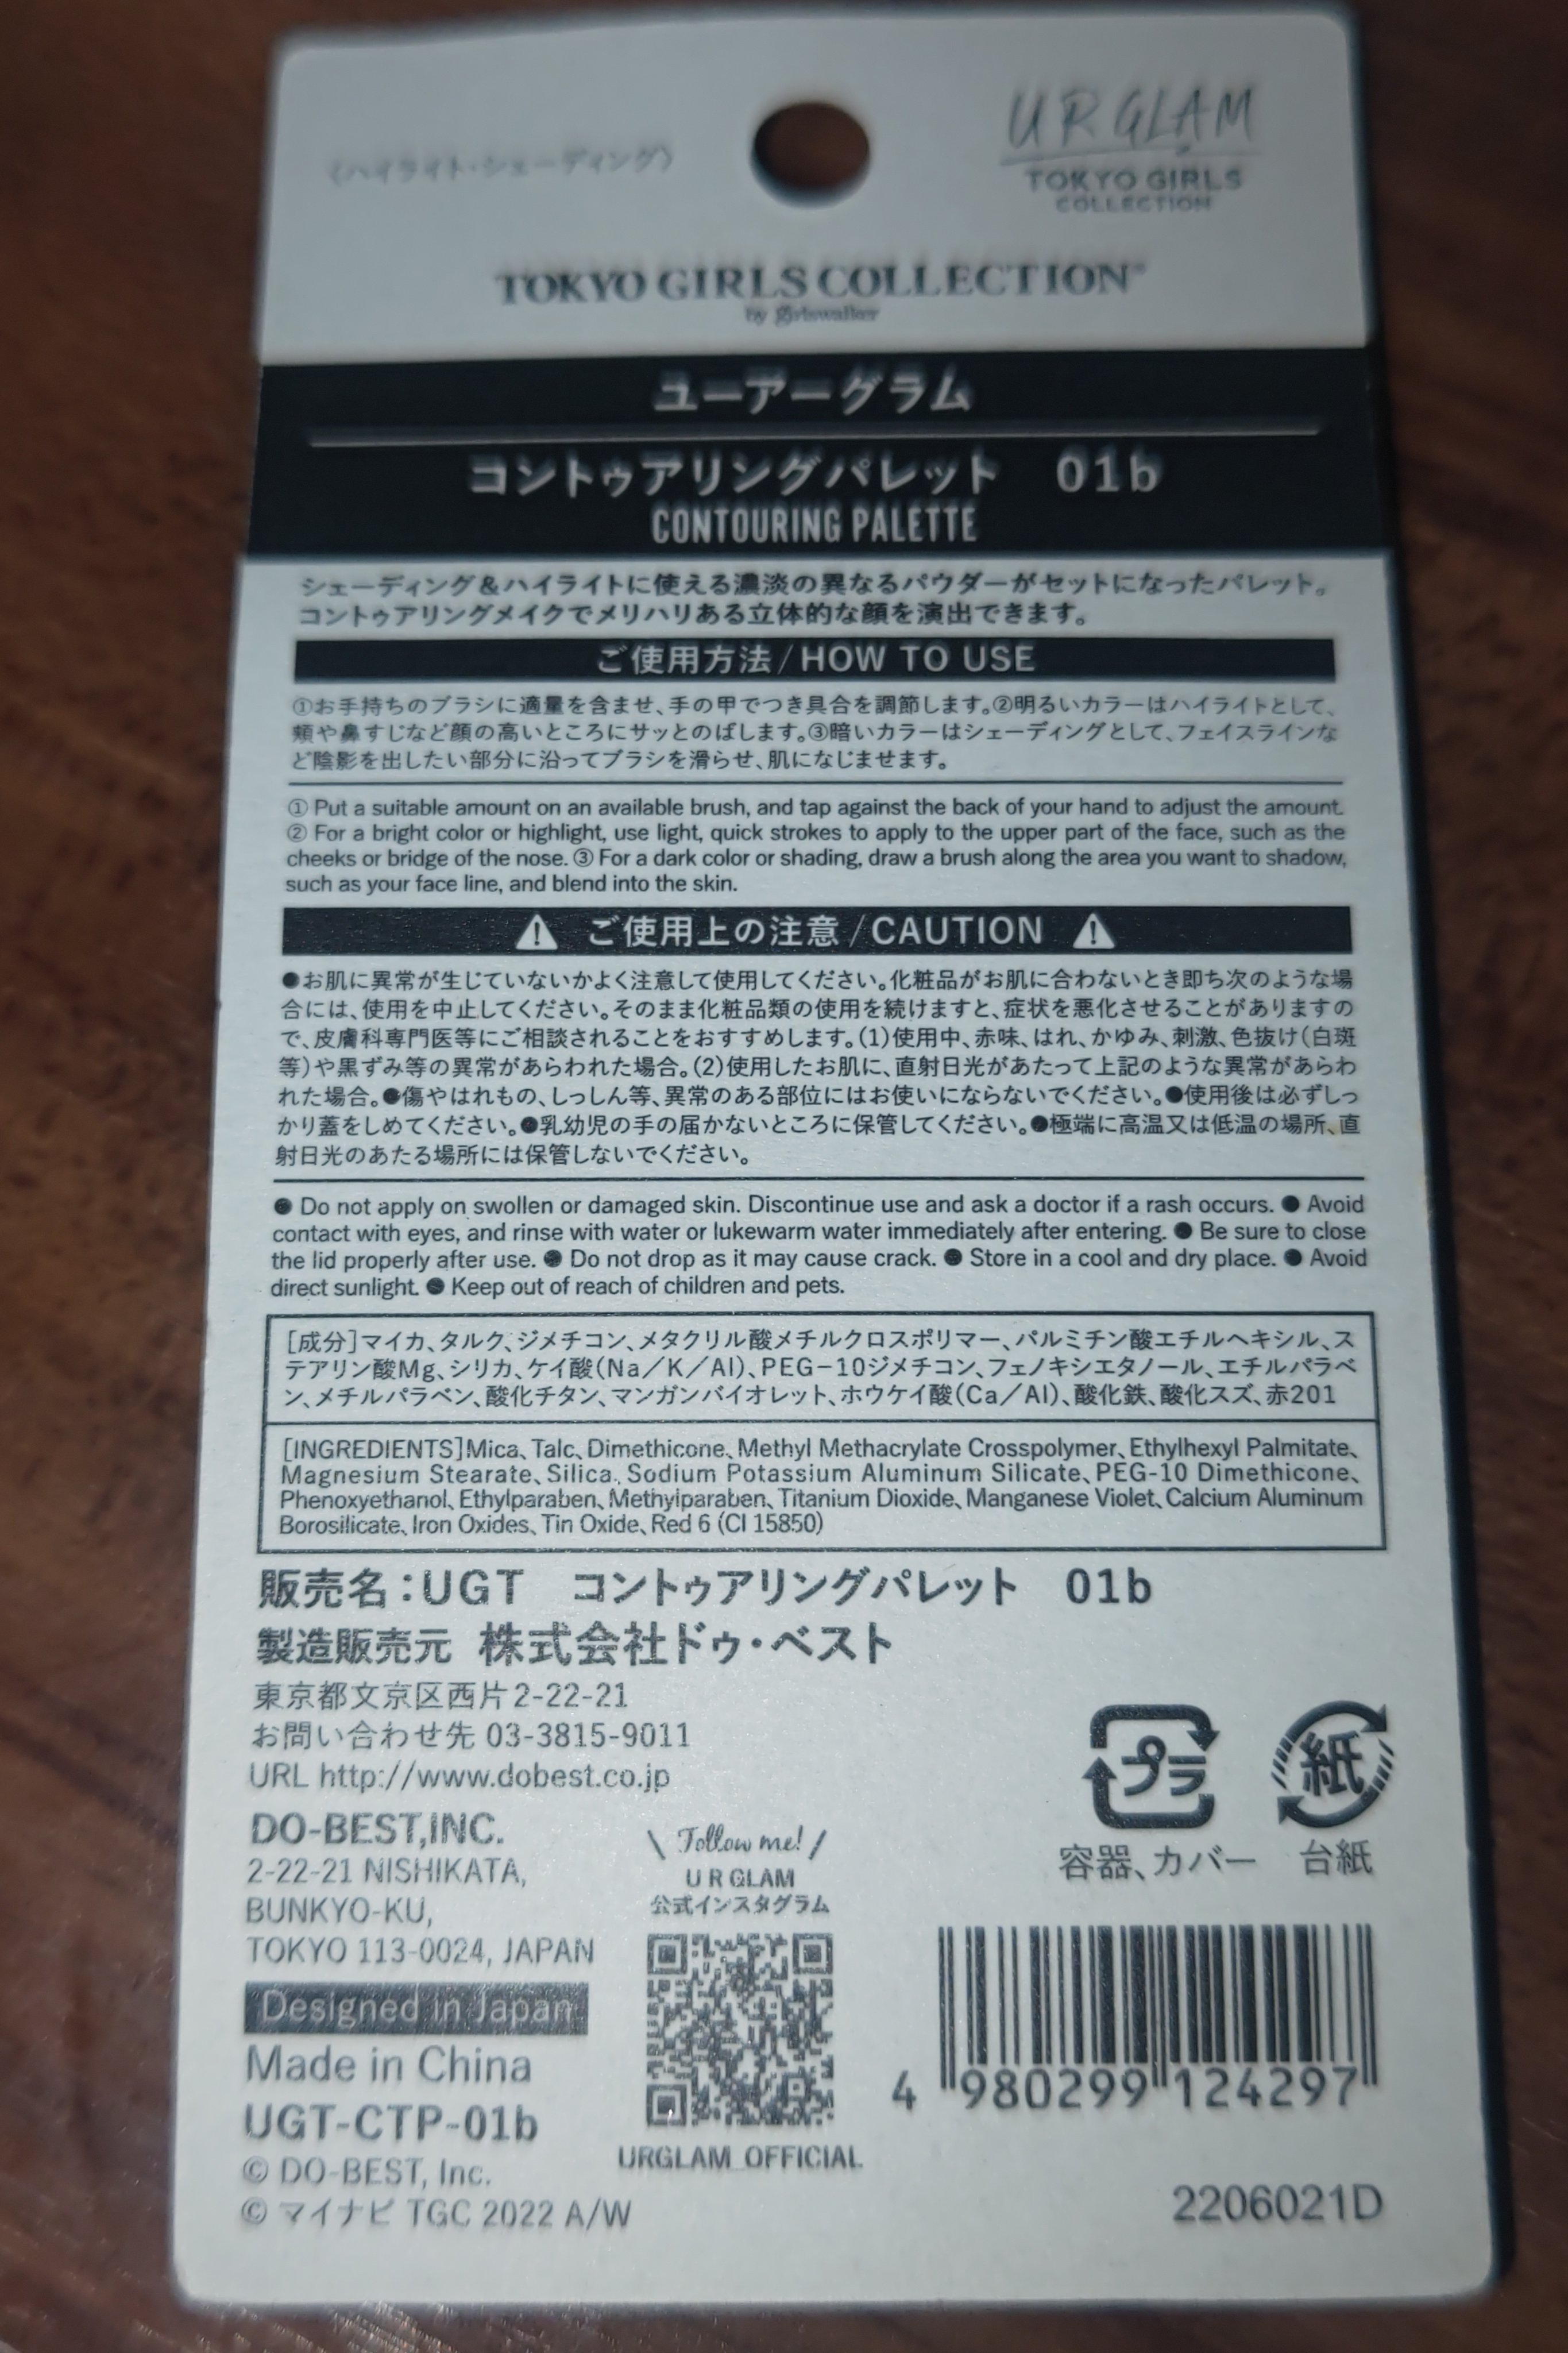 〈ハイライト・シェーディング〉
U R GLAM
TOKYO GIRLS
COLLECTION
TOKYO GIRLS COLLECTION®
by girlswalker
ユーアーグラム
コントゥアリングパレット 01b
CONTOURING PALETTE
シェーディング&ハイライトに使える濃淡の異なるパウダーがセットになったパレット。
コントゥアリングメイクでメリハリある立体的な顔を演出できます。
ご使用方法/HOW TO USE
①お手持ちのブラシに適量を含ませ、手の甲でつき具合を調節します。②明るいカラーはハイライトとして、
頬や鼻すじなど顔の高いところにサッとのばします。③暗いカラーはシェーディングとして、フェイスラインな
ど陰影を出したい部分に沿ってブラシを滑らせ、肌になじませます。
① Put a suitable amount on an available brush, and tap against the back of your hand to adjust the amount.
② For a bright color or highlight, use light, quick strokes to apply to the upper part of the face, such as the
cheeks or bridge of the nose. ③ For a dark color or shading, draw a brush along the area you want to shadow,
such as your face line, and blend into the skin.
ご使用上の注意/CAUTION
●お肌に異常が生じていないかよく注意して使用してください。化粧品がお肌に合わないとき即ち次のような場
合には、使用を中止してください。そのまま化粧品類の使用を続けますと、症状を悪化させることがありますの
で、皮膚科専門医等にご相談されることをおすすめします。(1)使用中、赤味、はれ、かゆみ、刺激、色抜け(白斑
等)や黒ずみ等の異常があらわれた場合。(2)使用したお肌に、直射日光があたって上記のような異常があらわ
れた場合。●傷やはれもの、しっしん等、異常のある部位にはお使いにならないでください。●使用後は必ずしっ
かり蓋をしめてください。●乳幼児の手の届かないところに保管してください。●極端に高温又は低温の場所、直
射日光のあたる場所には保管しないでください。
● Do not apply on swollen or damaged skin. Discontinue use and ask a doctor if a rash occurs. ● Avoid
contact with eyes, and rinse with water or lukewarm water immediately after entering. ● Be sure to close
the lid properly after use. ● Do not drop as it may cause crack. ● Store in a cool and dry place. ● Avoid
direct sunlight. ● Keep out of reach of children and pets.
[成分]マイカ、タルク、ジメチコン、メタクリル酸メチルクロスポリマー、パルミチン酸エチルヘキシル、ス
テアリン酸Mg、シリカ、ケイ酸(Na/K/Al)、PEG-10ジメチコン、フェノキシエタノール、エチルパラベ
ン、メチルパラベン、酸化チタン、マンガンバイオレット、ホウケイ酸(Ca/Al)、酸化鉄、酸化スズ、赤201
[INGREDIENTS]Mica、Talc、Dimethicone、Methyl Methacrylate Crosspolymer、Ethylhexyl Palmitate、
Magnesium Stearate、Silica、Sodium Potassium Aluminum Silicate、PEG-10 Dimethicone、
Phenoxyethanol、Ethylparaben、Methylparaben、Titanium Dioxide、Manganese Violet、Calcium Aluminum
Borosilicate、Iron Oxides、Tin Oxide、Red 6 (CI 15850)
販売名：UGT コントゥアリングパレット 01b
製造販売元 株式会社ドゥ・ベスト
東京都文京区西片2-22-21
お問い合わせ先 03-3815-9011
URL http://www.dobest.co.jp
DO-BEST,INC.
2-22-21 NISHIKATA,
BUNKYO-KU,
TOKYO 113-0024, JAPAN
Designed in Japan
Made in China
UGT-CTP-01b
© DO-BEST, Inc.
© マイナビ TGC 2022 A/W
\ Follow me! /
U R GLAM
公式インスタグラム
URGLAM_OFFICIAL
プラ
容器、カバー
紙
台紙
4 980299 124297
2206021D